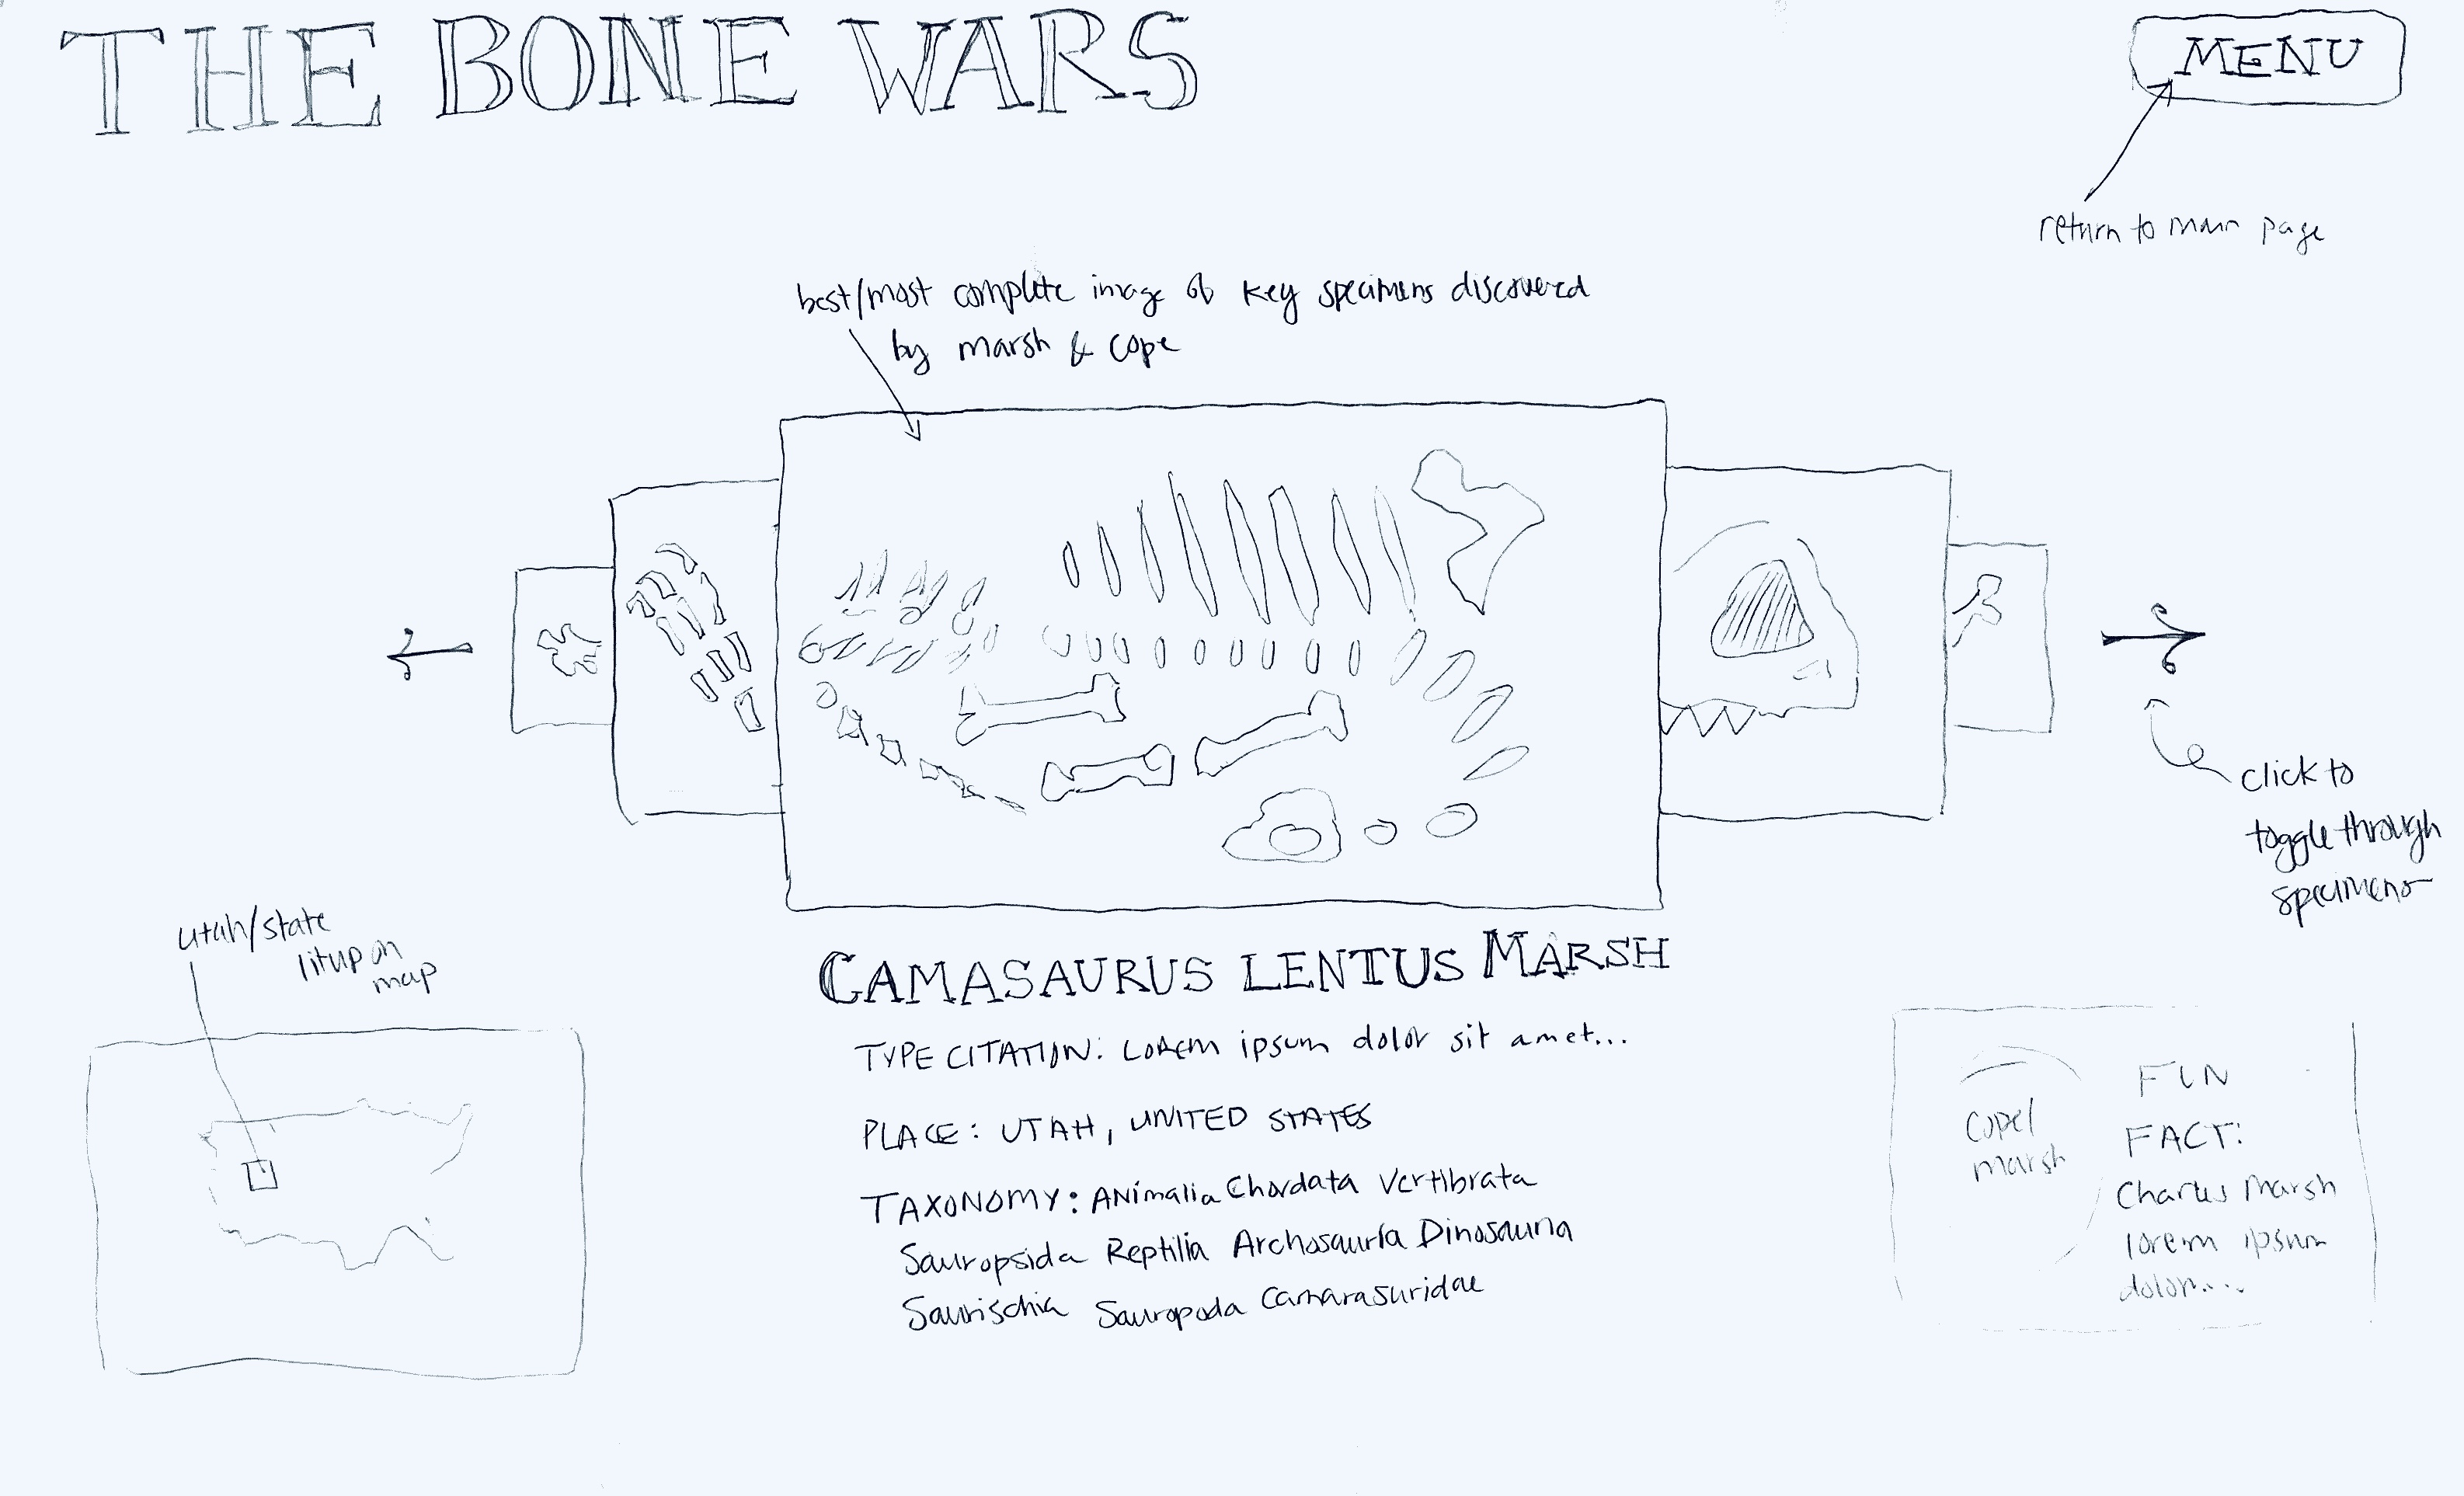 THE BONE WARS
MENU
return to main page
best/most complete image of key specimens discovered
by marsh & cope
click to
toggle through
specimens
utah/state
lit up on
map
CAMASAURUS LENTUS MARSH
TYPE CITATION: Lorem ipsum dolor sit amet...
PLACE: UTAH, UNITED STATES
TAXONOMY: ANimalia Chordata Vertibrata
Sauropsida Reptilia Archosauria Dinosauria
Saurischia Sauropoda Camarasuridae
cope/
marsh
FUN
FACT:
Charles Marsh
lorem ipsum
dolor...